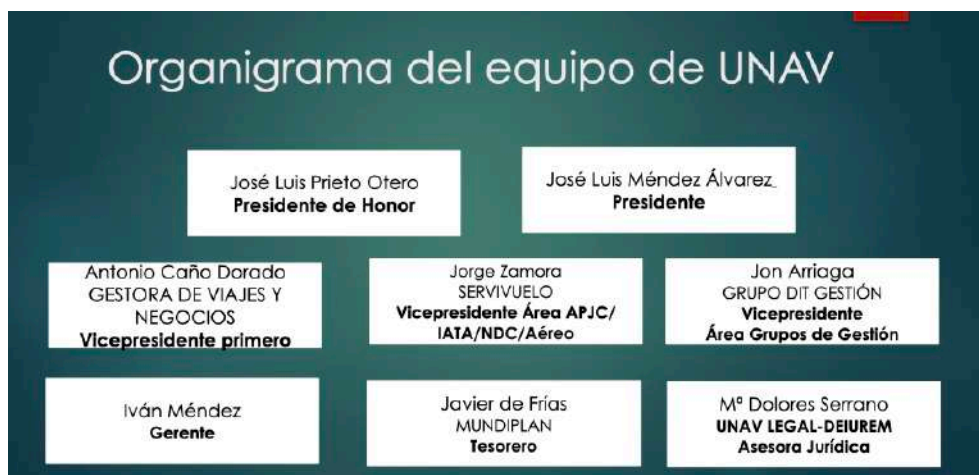 Organigrama del equipo de UNAV
José Luis Prieto Otero
Presidente de Honor
José Luis Méndez Álvarez
Presidente
Antonio Caño Dorado
GESTORA DE VIAJES Y
NEGOCIOS
Vicepresidente primero
Jorge Zamora
SERVIVUELO
Vicepresidente Área APJC/
IATA/NDC/Aéreo
Jon Arriaga
GRUPO DIT GESTIÓN
Vicepresidente
Área Grupos de Gestión
Iván Méndez
Gerente
Javier de Frías
MUNDIPLAN
Tesorero
Mª Dolores Serrano
UNAV LEGAL-DEIUREM
Asesora Jurídica